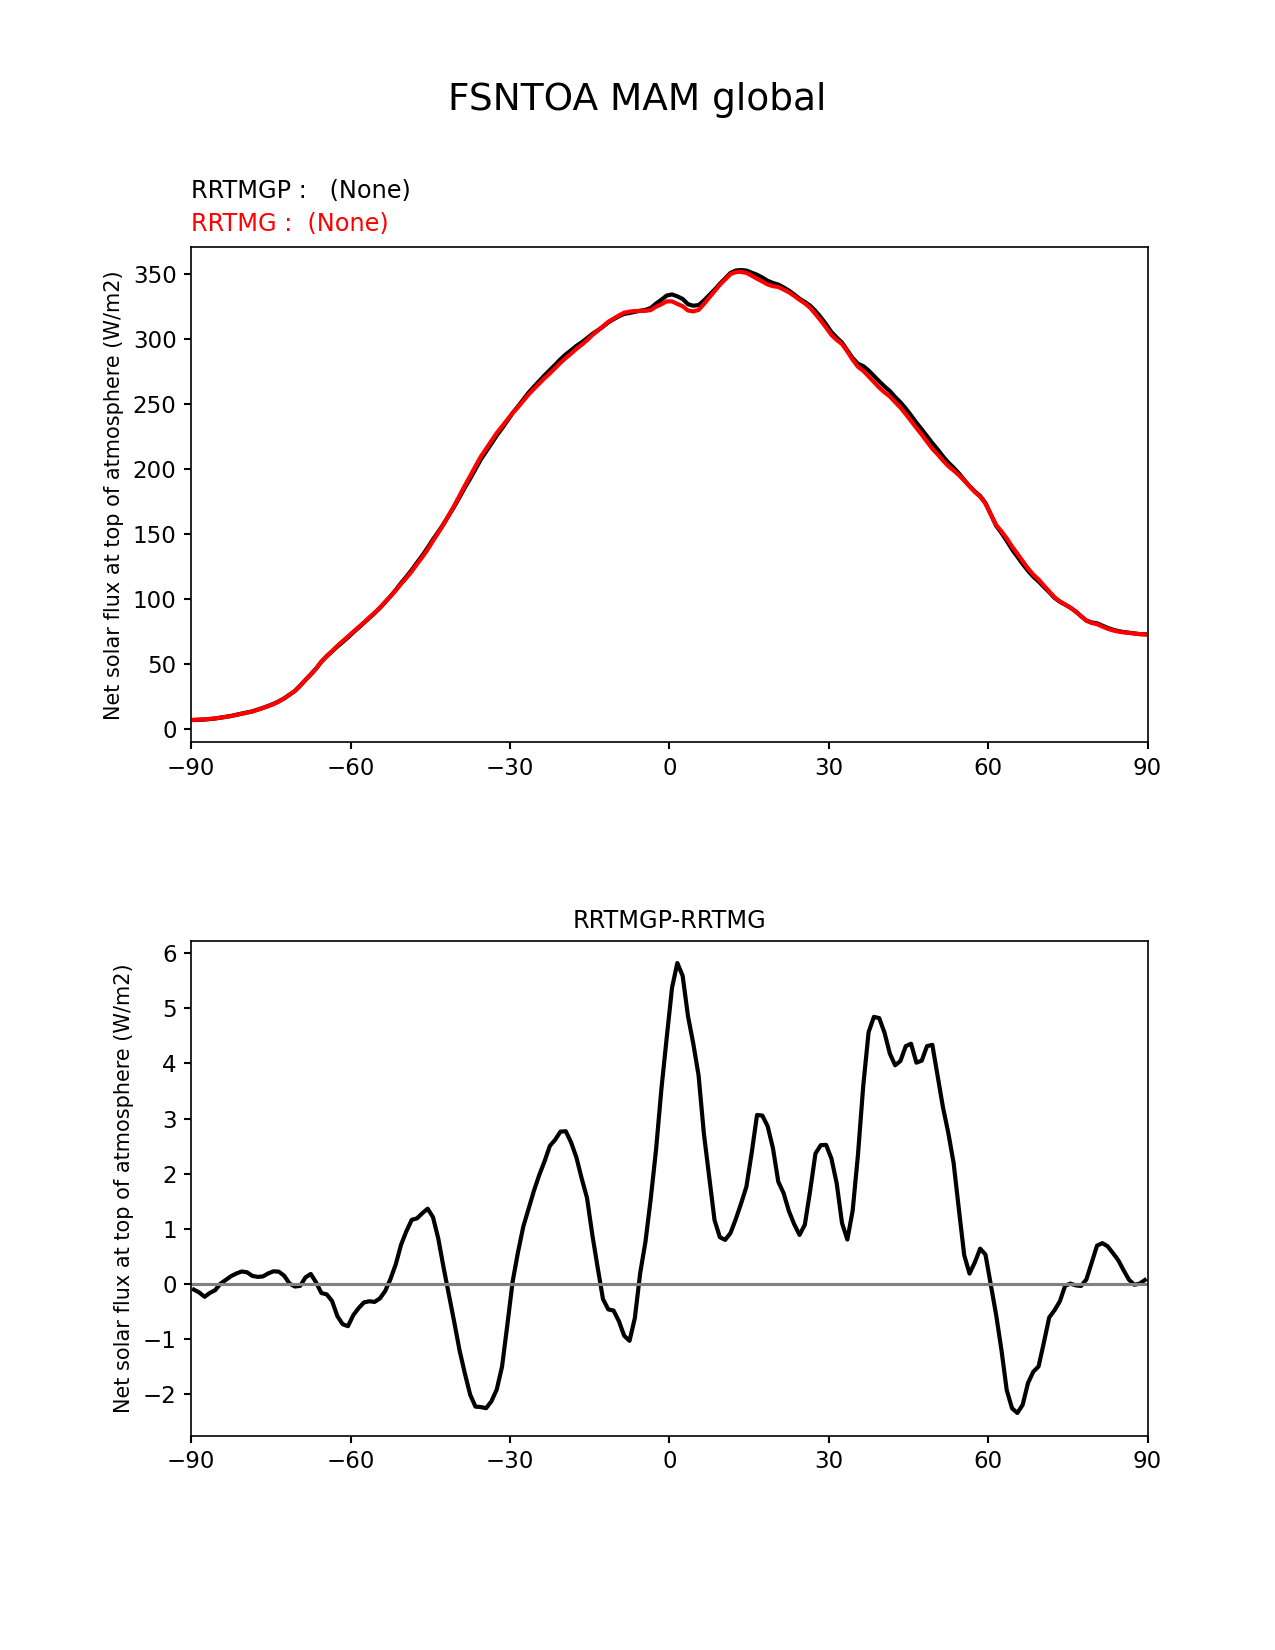 FSNTOA MAM global
RRTMGP :   (None)
RRTMG :  (None)
Net solar flux at top of atmosphere (W/m2)
350
300
250
200
150
100
50
0
−90 −60 −30 0 30 60 90
RRTMGP-RRTMG
Net solar flux at top of atmosphere (W/m2)
6
5
4
3
2
1
0
−1
−2
−90 −60 −30 0 30 60 90